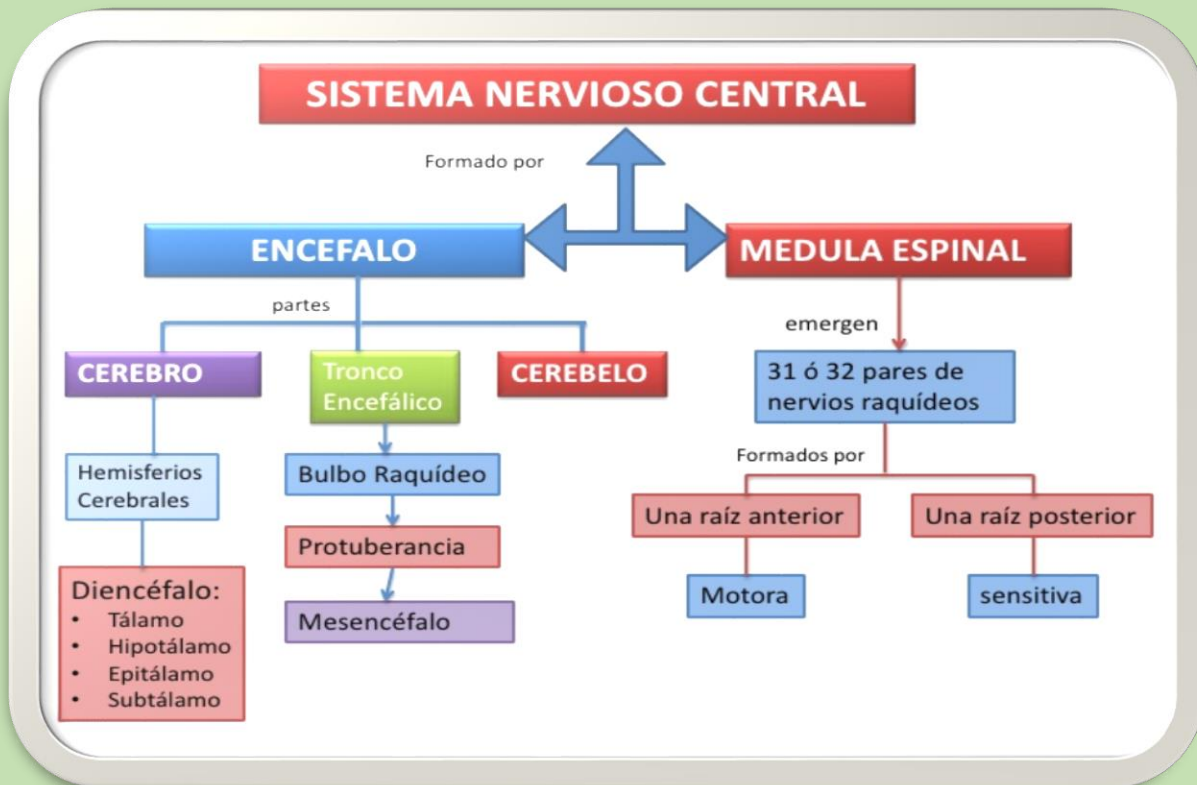 SISTEMA NERVIOSO CENTRAL
Formado por
ENCEFALO
MEDULA ESPINAL
partes
emergen
CEREBRO
Tronco
Encefálico
CEREBELO
31 ó 32 pares de
nervios raquídeos
Hemisferios
Cerebrales
Bulbo Raquídeo
Formados por
Una raíz anterior
Una raíz posterior
Protuberancia
Diencéfalo:
• Tálamo
• Hipotálamo
• Epitálamo
• Subtálamo
Mesencéfalo
Motora
sensitiva